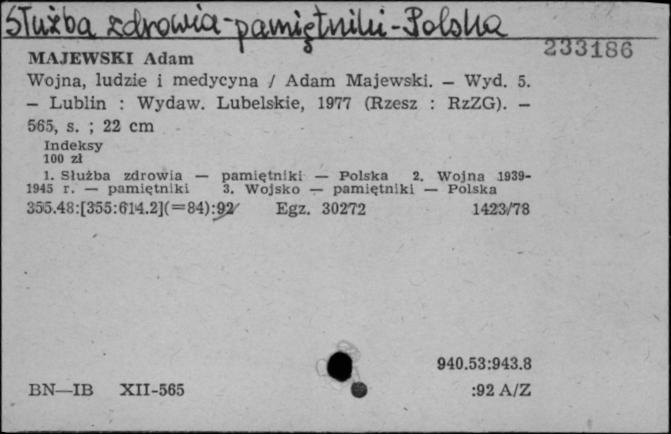 Służba zdrowia-pamiętniki-Polska
233186
MAJEWSKI Adam
Wojna, ludzie i medycyna / Adam Majewski. — Wyd. 5.
— Lublin : Wydaw. Lubelskie, 1977 (Rzesz : RzZG). —
565, s. ; 22 cm
Indeksy
100 zł
1. Służba zdrowia — pamiętniki — Polska 2. Wojna 1939-
1945 r. — pamiętniki 3. Wojsko — pamiętniki — Polska
355.48:[355:614.2](=84):92 Egz. 30272 1423/78
940.53:943.8
BN—IB XII-565 :92 A/Z